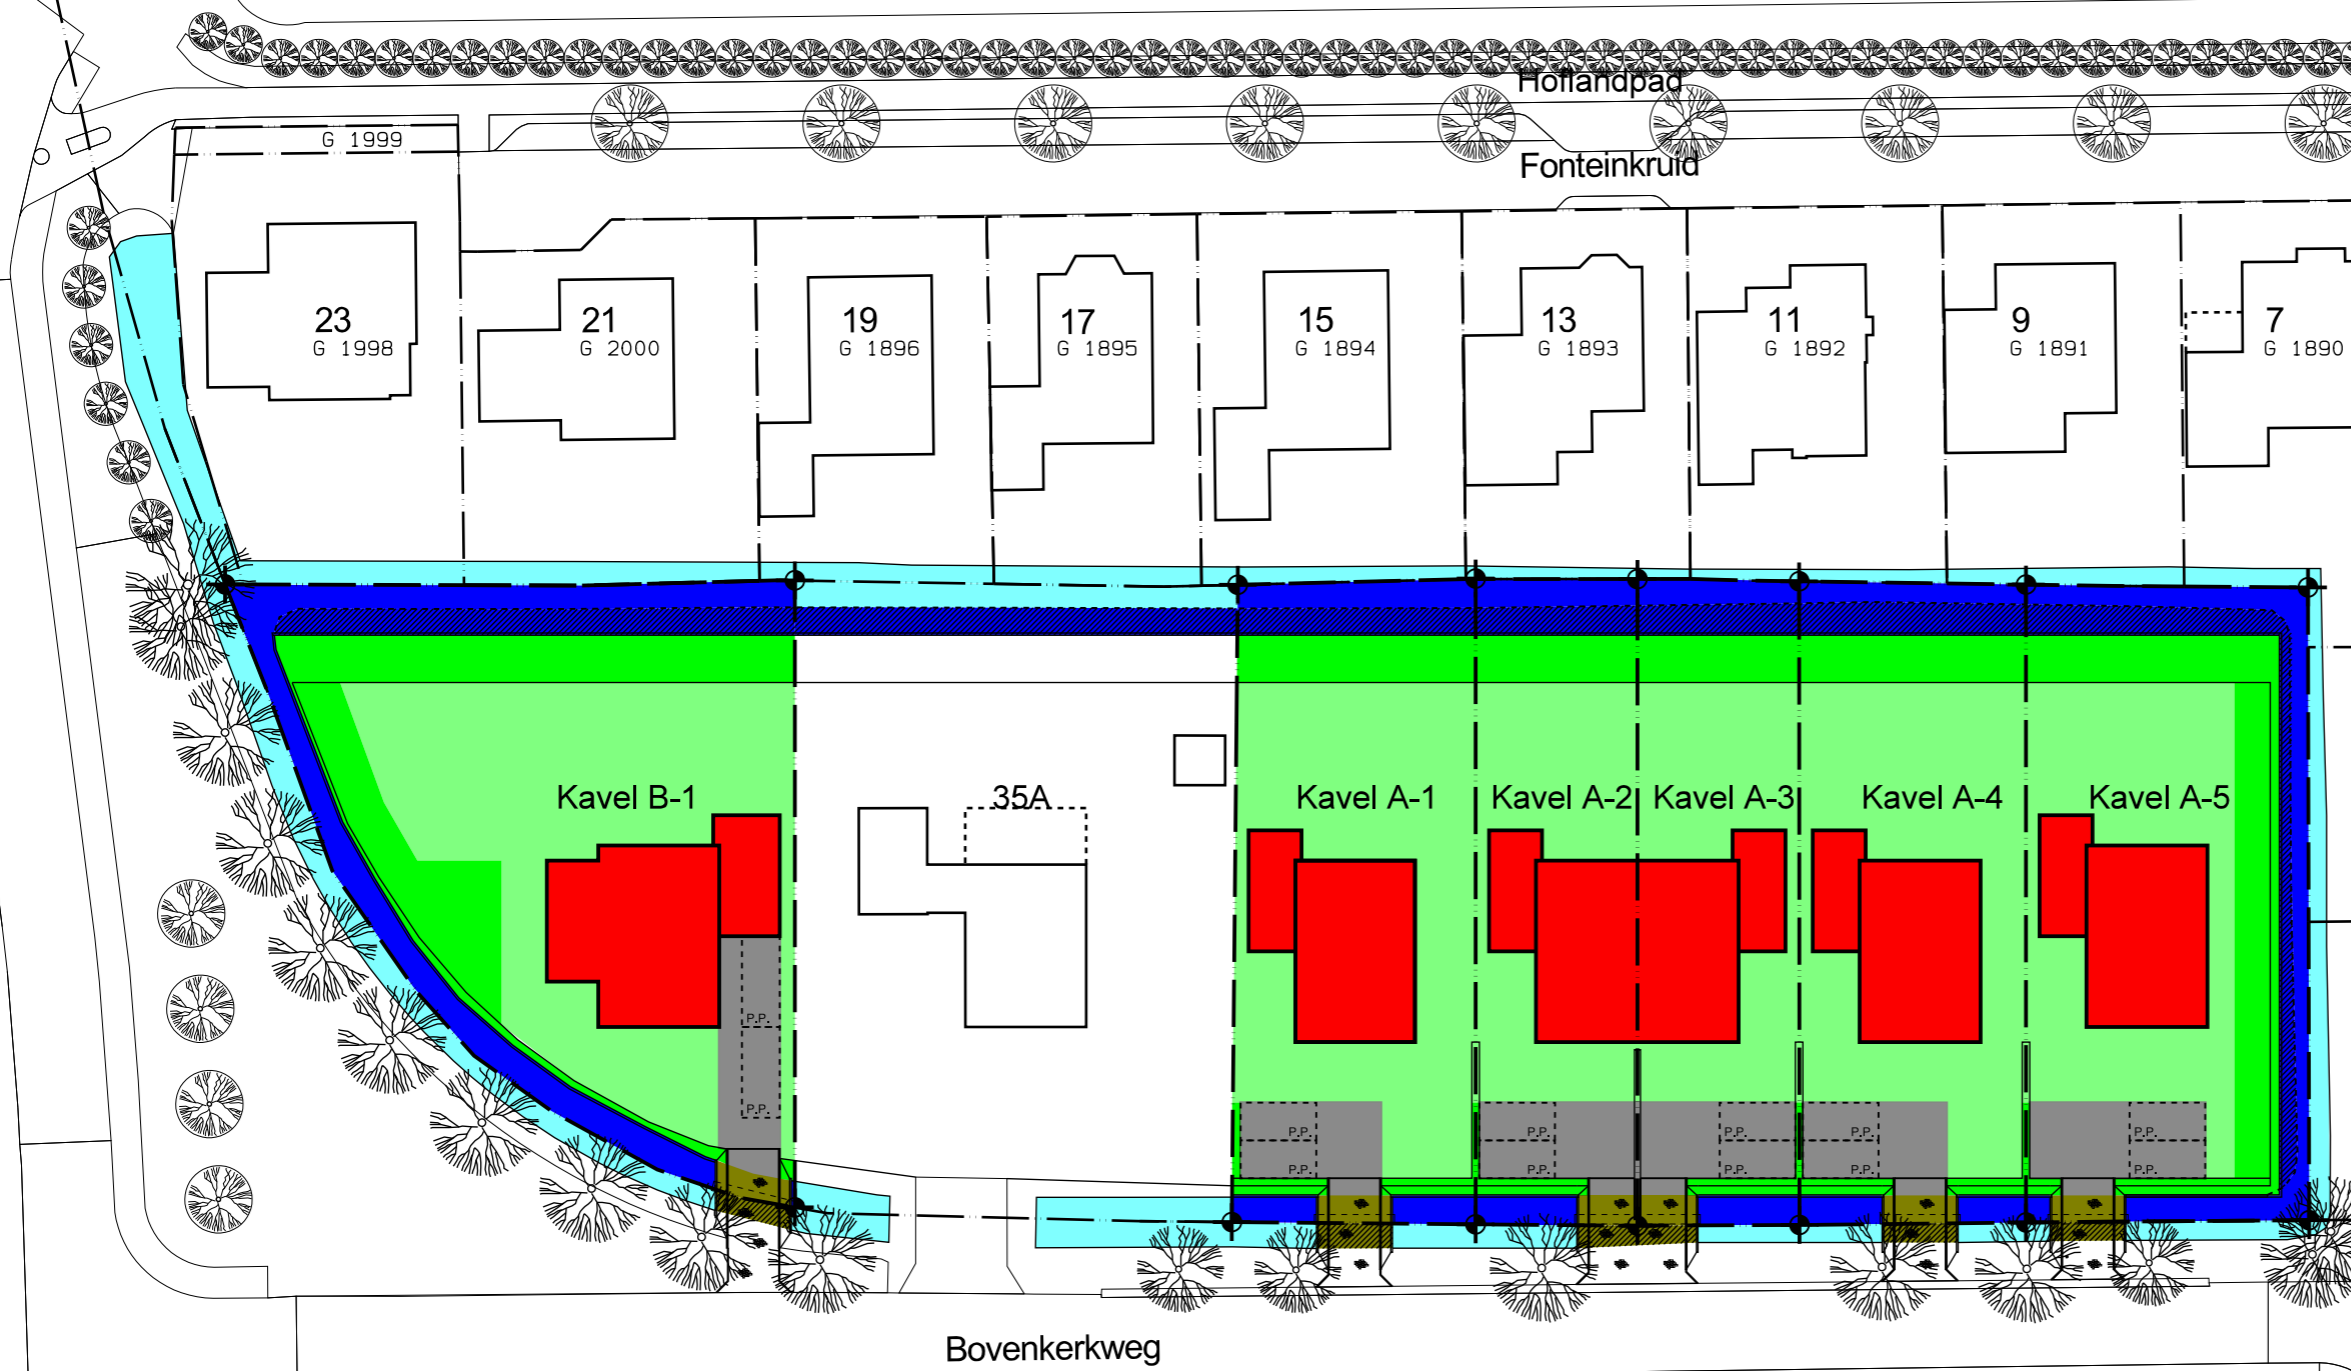 Hoflandpad
G 1999
Fonteinkruid
23
G 1998
21
G 2000
19
G 1896
17
G 1895
15
G 1894
13
G 1893
11
G 1892
9
G 1891
7
G 1890
Kavel B-1
35A
Kavel A-1
Kavel A-2
Kavel A-3
Kavel A-4
Kavel A-5
P.P.
P.P.
P.P.
P.P.
P.P.
P.P.
P.P.
P.P.
P.P.
P.P.
P.P.
P.P.
Bovenkerkweg